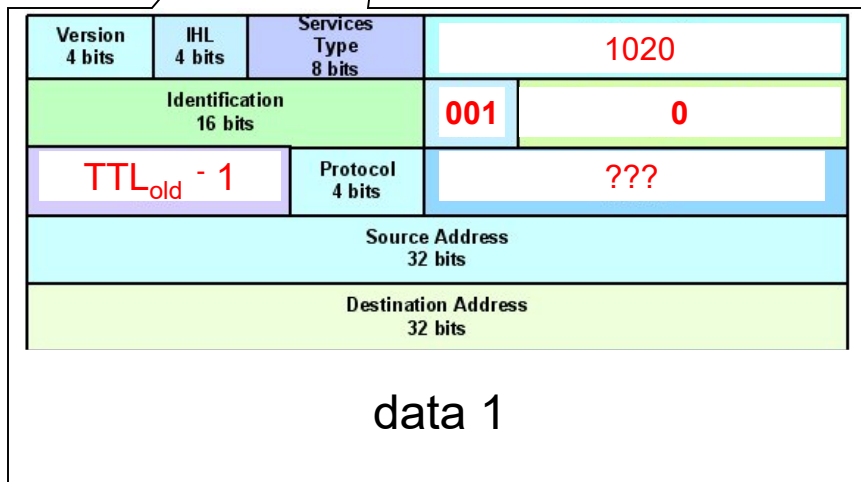 Version
4 bits
IHL
4 bits
Services
Type
8 bits
1020
Identification
16 bits
001
0
TTLold - 1
Protocol
4 bits
???
Source Address
32 bits
Destination Address
32 bits
data 1